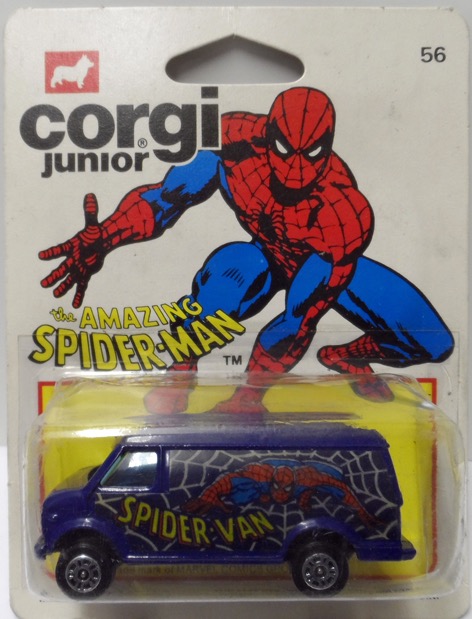 56
corgi®
junior
the AMAZING
SPIDER-MAN
TM
SPIDER-VAN